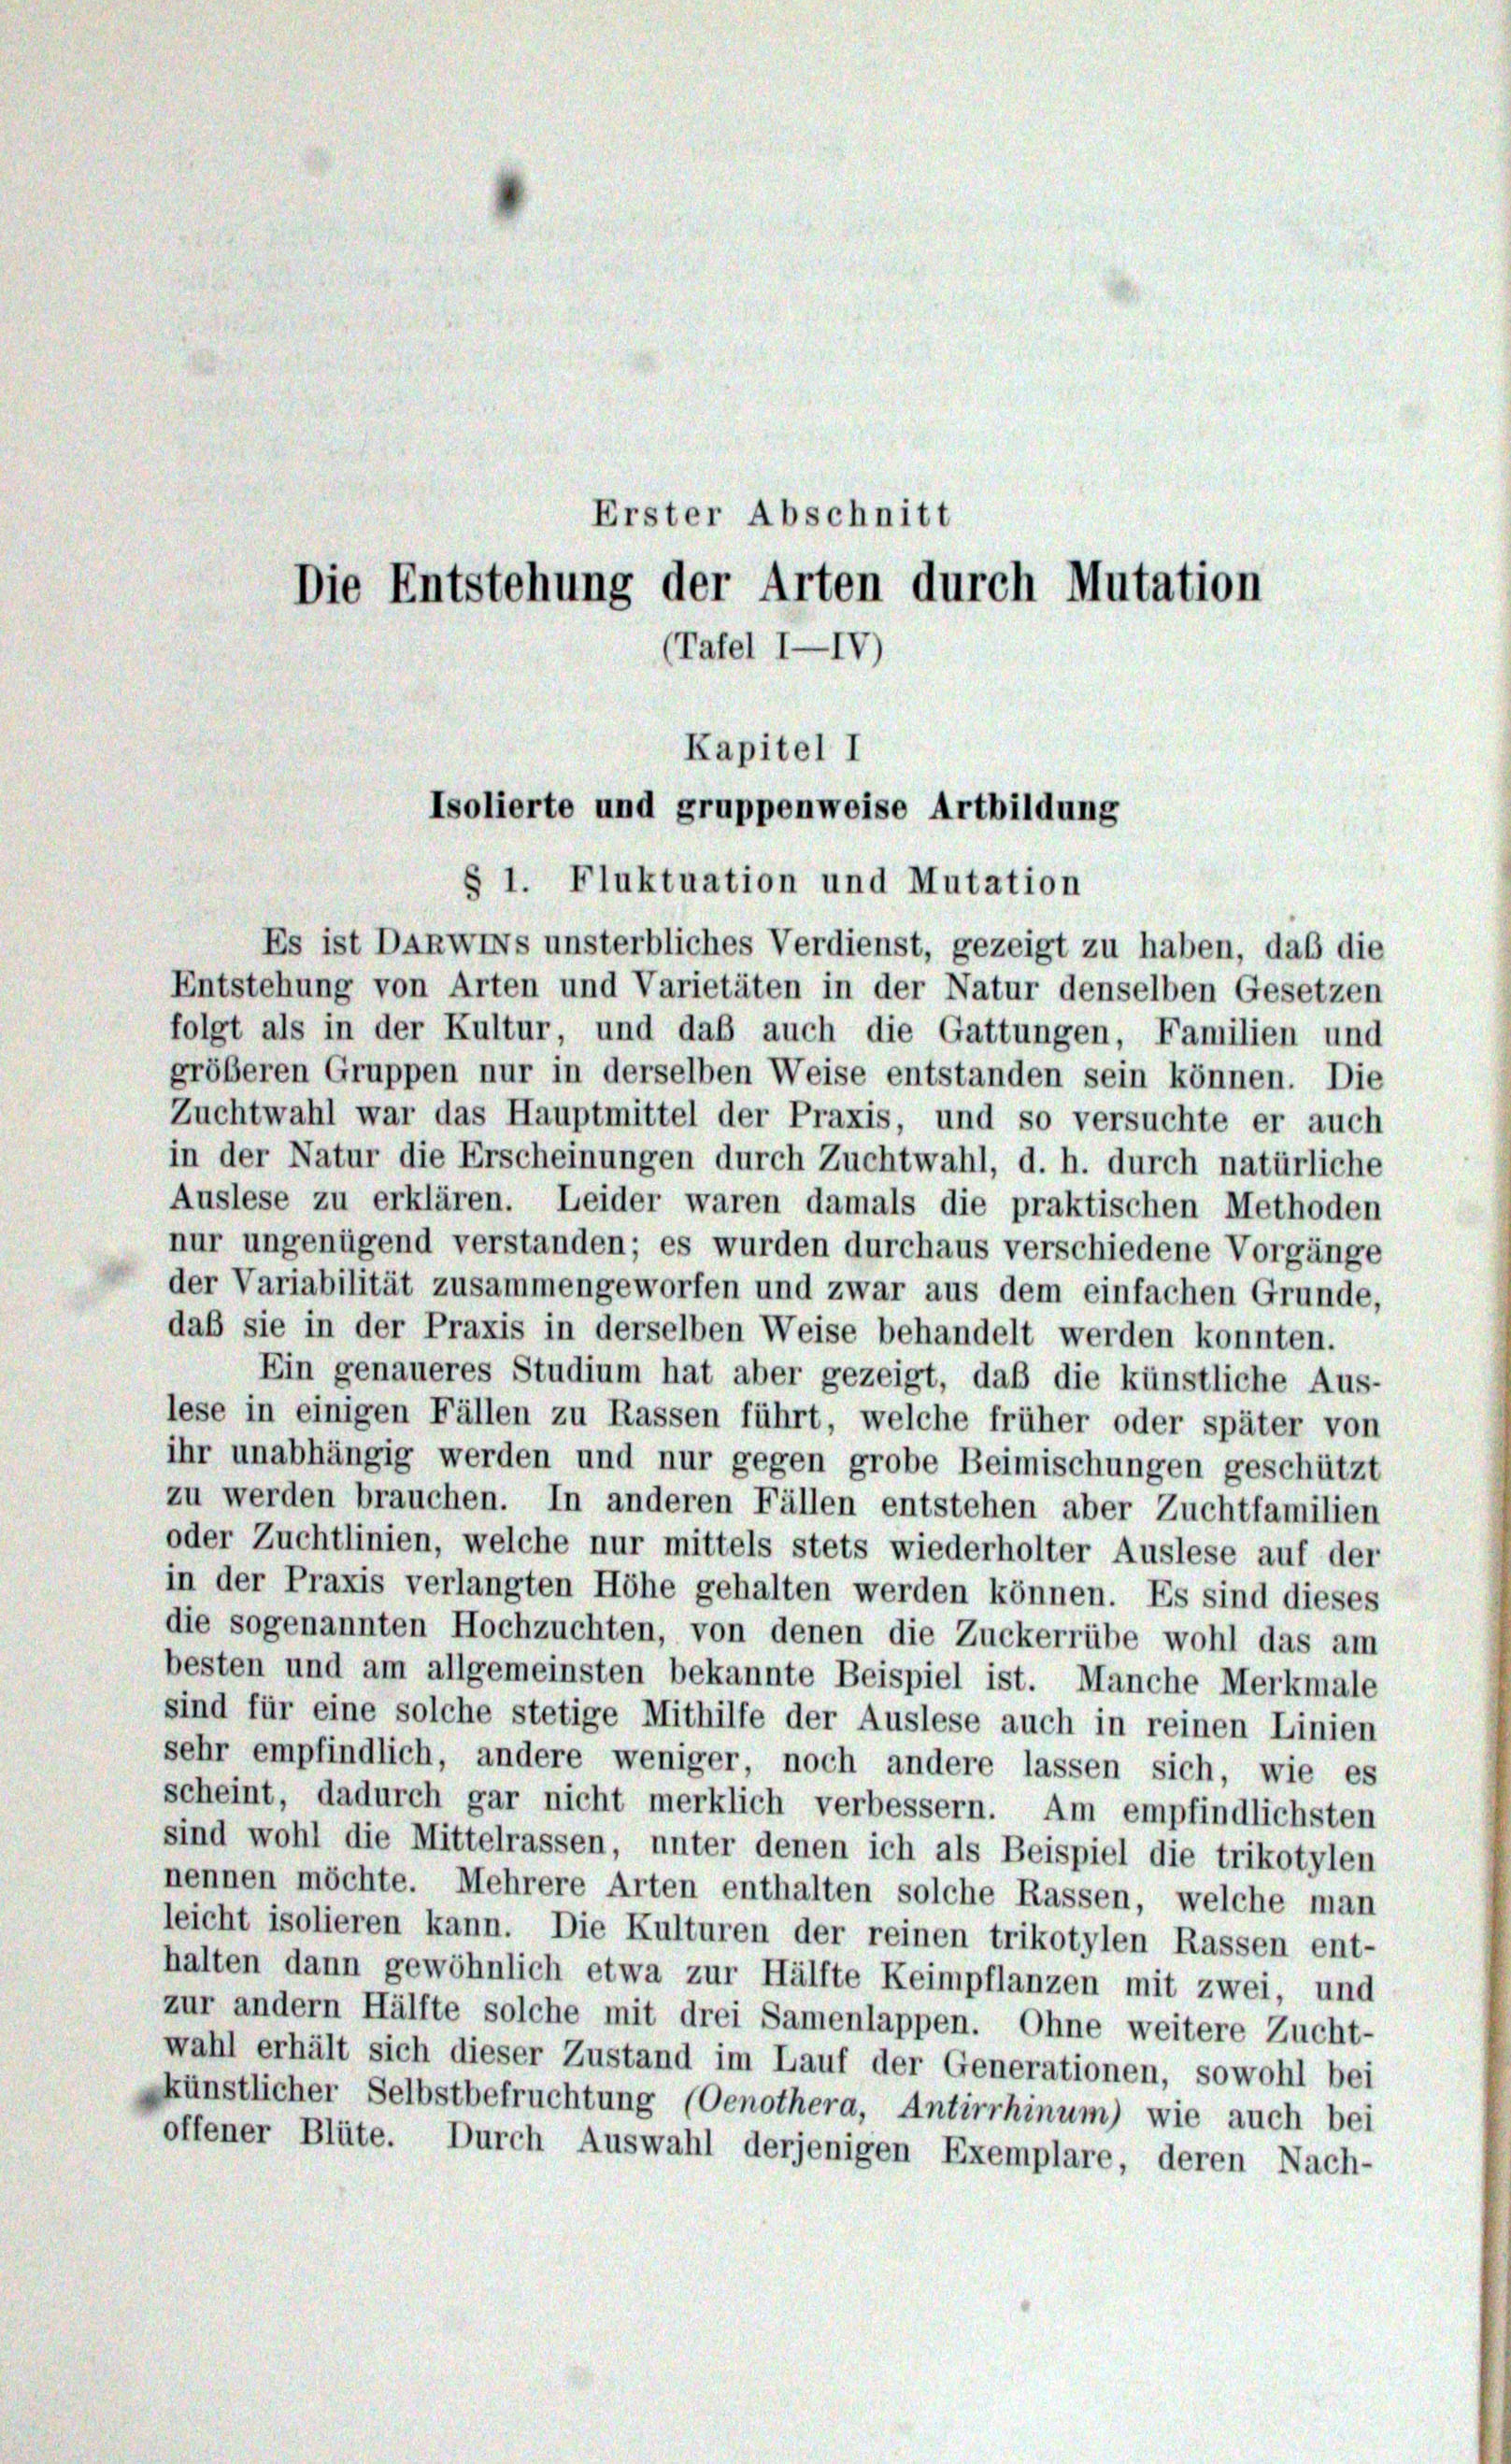 Erster Abschnitt
Die Entstehung der Arten durch Mutation
(Tafel I—IV)
Kapitel I
Isolierte und gruppenweise Artbildung
§ 1. Fluktuation und Mutation
Es ist DARWINS unsterbliches Verdienst, gezeigt zu haben, daß die
Entstehung von Arten und Varietäten in der Natur denselben Gesetzen
folgt als in der Kultur, und daß auch die Gattungen, Familien und
größeren Gruppen nur in derselben Weise entstanden sein können. Die
Zuchtwahl war das Hauptmittel der Praxis, und so versuchte er auch
in der Natur die Erscheinungen durch Zuchtwahl, d. h. durch natürliche
Auslese zu erklären. Leider waren damals die praktischen Methoden
nur ungenügend verstanden; es wurden durchaus verschiedene Vorgänge
der Variabilität zusammengeworfen und zwar aus dem einfachen Grunde,
daß sie in der Praxis in derselben Weise behandelt werden konnten.
Ein genaueres Studium hat aber gezeigt, daß die künstliche Aus-
lese in einigen Fällen zu Rassen führt, welche früher oder später von
ihr unabhängig werden und nur gegen grobe Beimischungen geschützt
zu werden brauchen. In anderen Fällen entstehen aber Zuchtfamilien
oder Zuchtlinien, welche nur mittels stets wiederholter Auslese auf der
in der Praxis verlangten Höhe gehalten werden können. Es sind dieses
die sogenannten Hochzuchten, von denen die Zuckerrübe wohl das am
besten und am allgemeinsten bekannte Beispiel ist. Manche Merkmale
sind für eine solche stetige Mithilfe der Auslese auch in reinen Linien
sehr empfindlich, andere weniger, noch andere lassen sich, wie es
scheint, dadurch gar nicht merklich verbessern. Am empfindlichsten
sind wohl die Mittelrassen, unter denen ich als Beispiel die trikotylen
nennen möchte. Mehrere Arten enthalten solche Rassen, welche man
leicht isolieren kann. Die Kulturen der reinen trikotylen Rassen ent-
halten dann gewöhnlich etwa zur Hälfte Keimpflanzen mit zwei, und
zur andern Hälfte solche mit drei Samenlappen. Ohne weitere Zucht-
wahl erhält sich dieser Zustand im Lauf der Generationen, sowohl bei
künstlicher Selbstbefruchtung (Oenothera, Antirrhinum) wie auch bei
offener Blüte. Durch Auswahl derjenigen Exemplare, deren Nach-